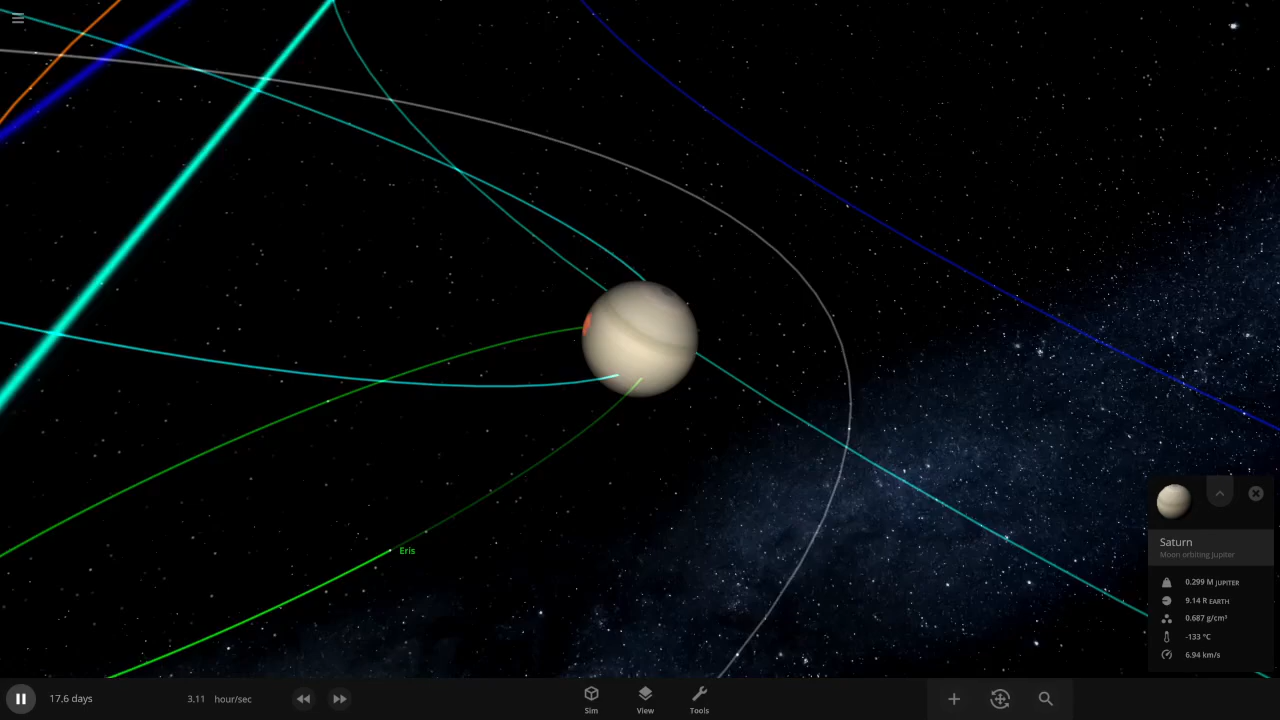 Eris
Saturn
Moon orbiting Jupiter
0.299 M JUPITER
9.14 R EARTH
0.687 g/cm³
-133 °C
6.94 km/s
17.6 days
3.11 hour/sec
Sim
View
Tools